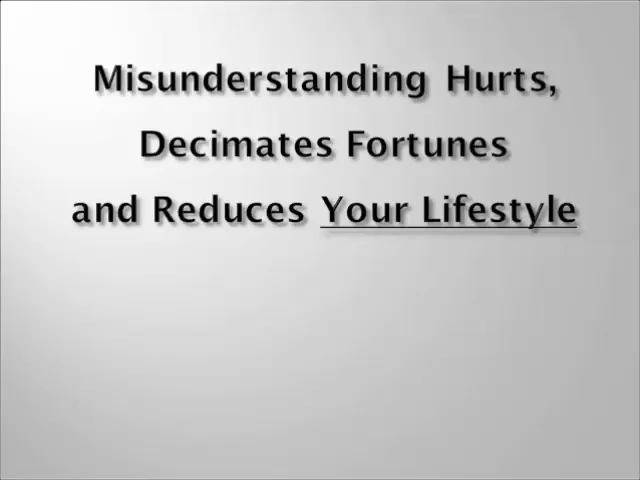 Misunderstanding Hurts,
Decimates Fortunes
and Reduces Your Lifestyle